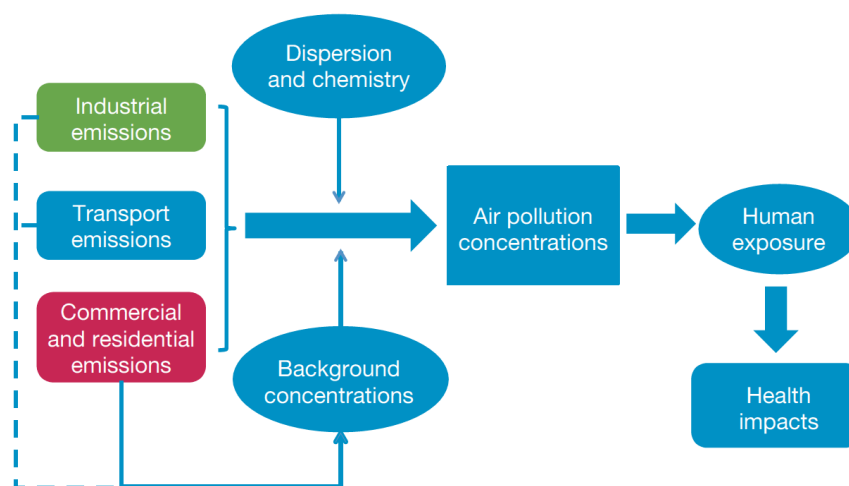 Dispersion
and chemistry
Industrial
emissions
Transport
emissions
Air pollution
concentrations
Human
exposure
Commercial
and residential
emissions
Background
concentrations
Health
impacts